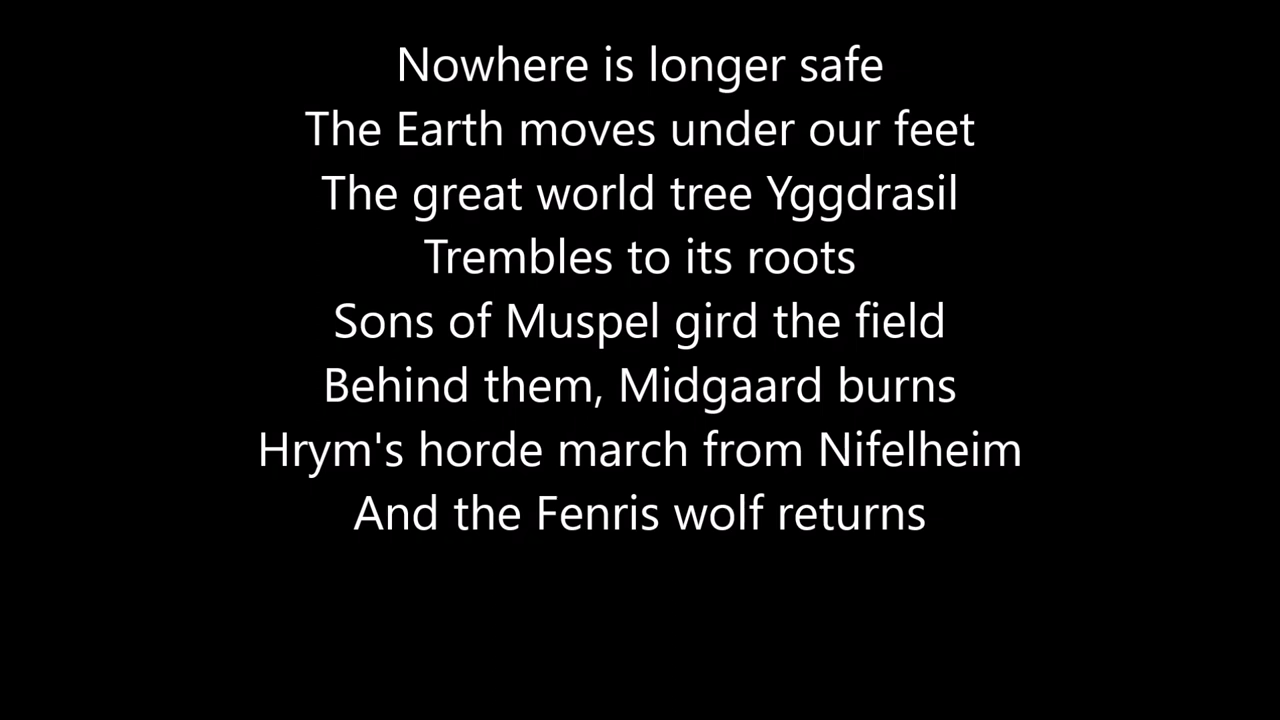 Nowhere is longer safe
The Earth moves under our feet
The great world tree Yggdrasil
Trembles to its roots
Sons of Muspel gird the field
Behind them, Midgaard burns
Hrym's horde march from Nifelheim
And the Fenris wolf returns